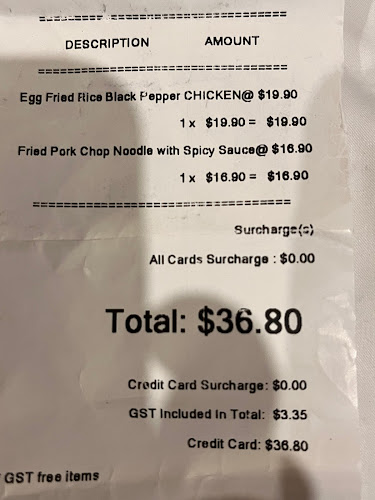 ==============================
DESCRIPTION AMOUNT
==============================
Egg Fried Rice Black Pepper CHICKEN@ $19.90
1 x $19.90 = $19.90
Fried Pork Chop Noodle with Spicy Sauce@ $16.90
1 x $16.90 = $16.90
==============================
Surcharge(s)
All Cards Surcharge : $0.00
Total: $36.80
Credit Card Surcharge: $0.00
GST Included In Total: $3.35
Credit Card: $36.80
GST free items